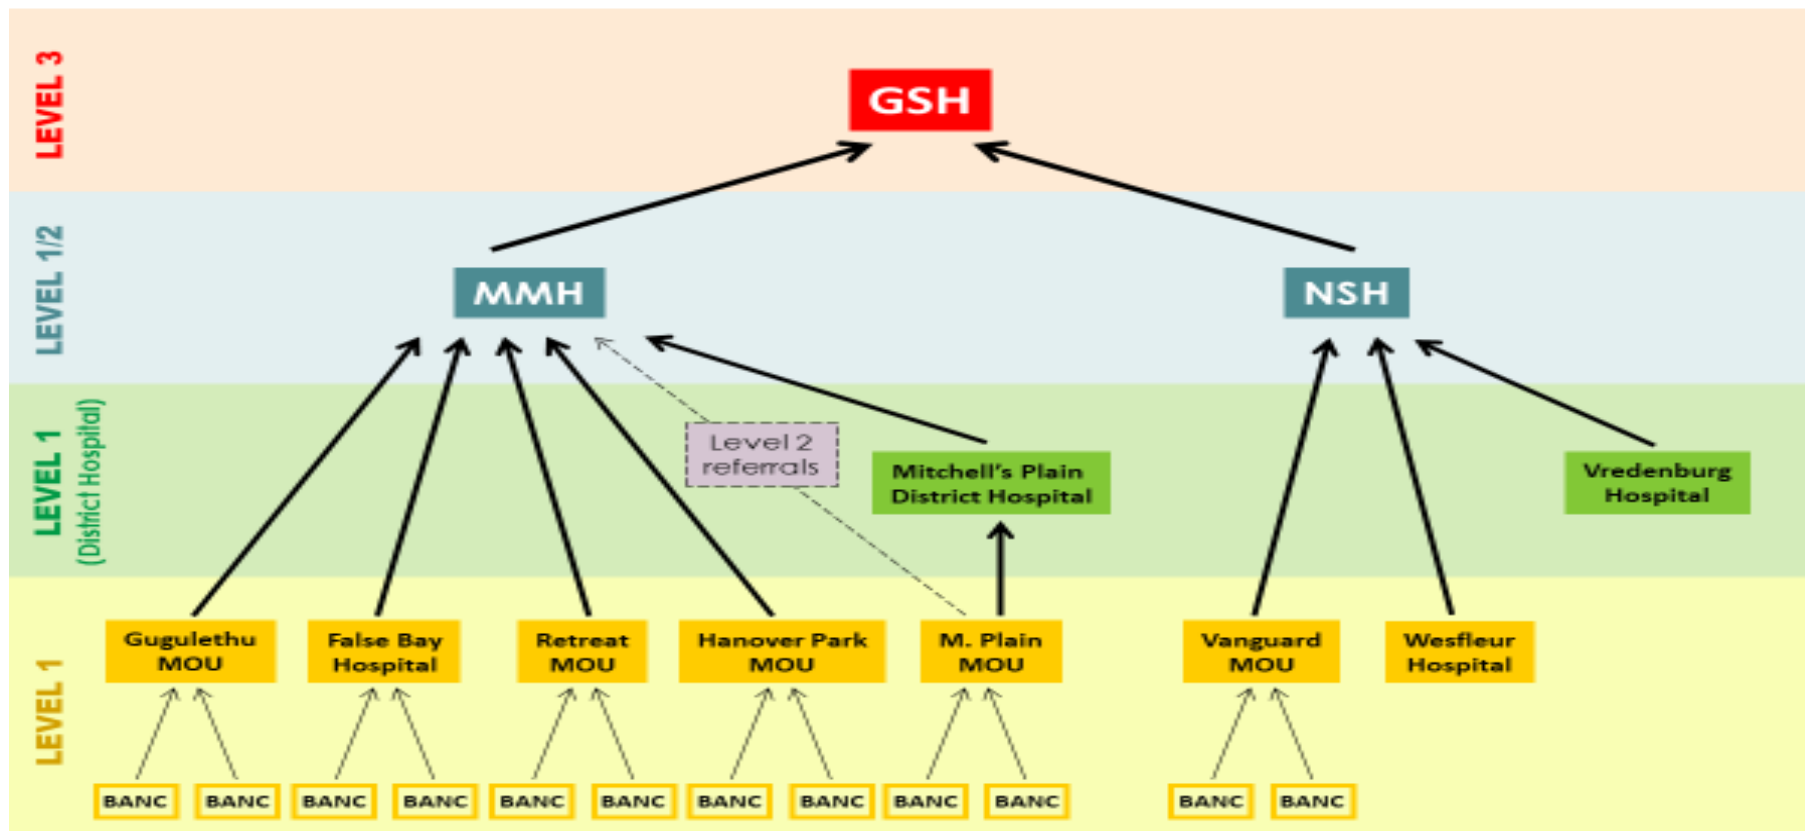 LEVEL 3
GSH
LEVEL 1/2
MMH
NSH
LEVEL 1
(District Hospital)
Level 2
referrals
Mitchell's Plain
District Hospital
Vredenburg
Hospital
LEVEL 1
Gugulethu
MOU
False Bay
Hospital
Retreat
MOU
Hanover Park
MOU
M. Plain
MOU
Vanguard
MOU
Wesfleur
Hospital
BANC
BANC
BANC
BANC
BANC
BANC
BANC
BANC
BANC
BANC
BANC
BANC